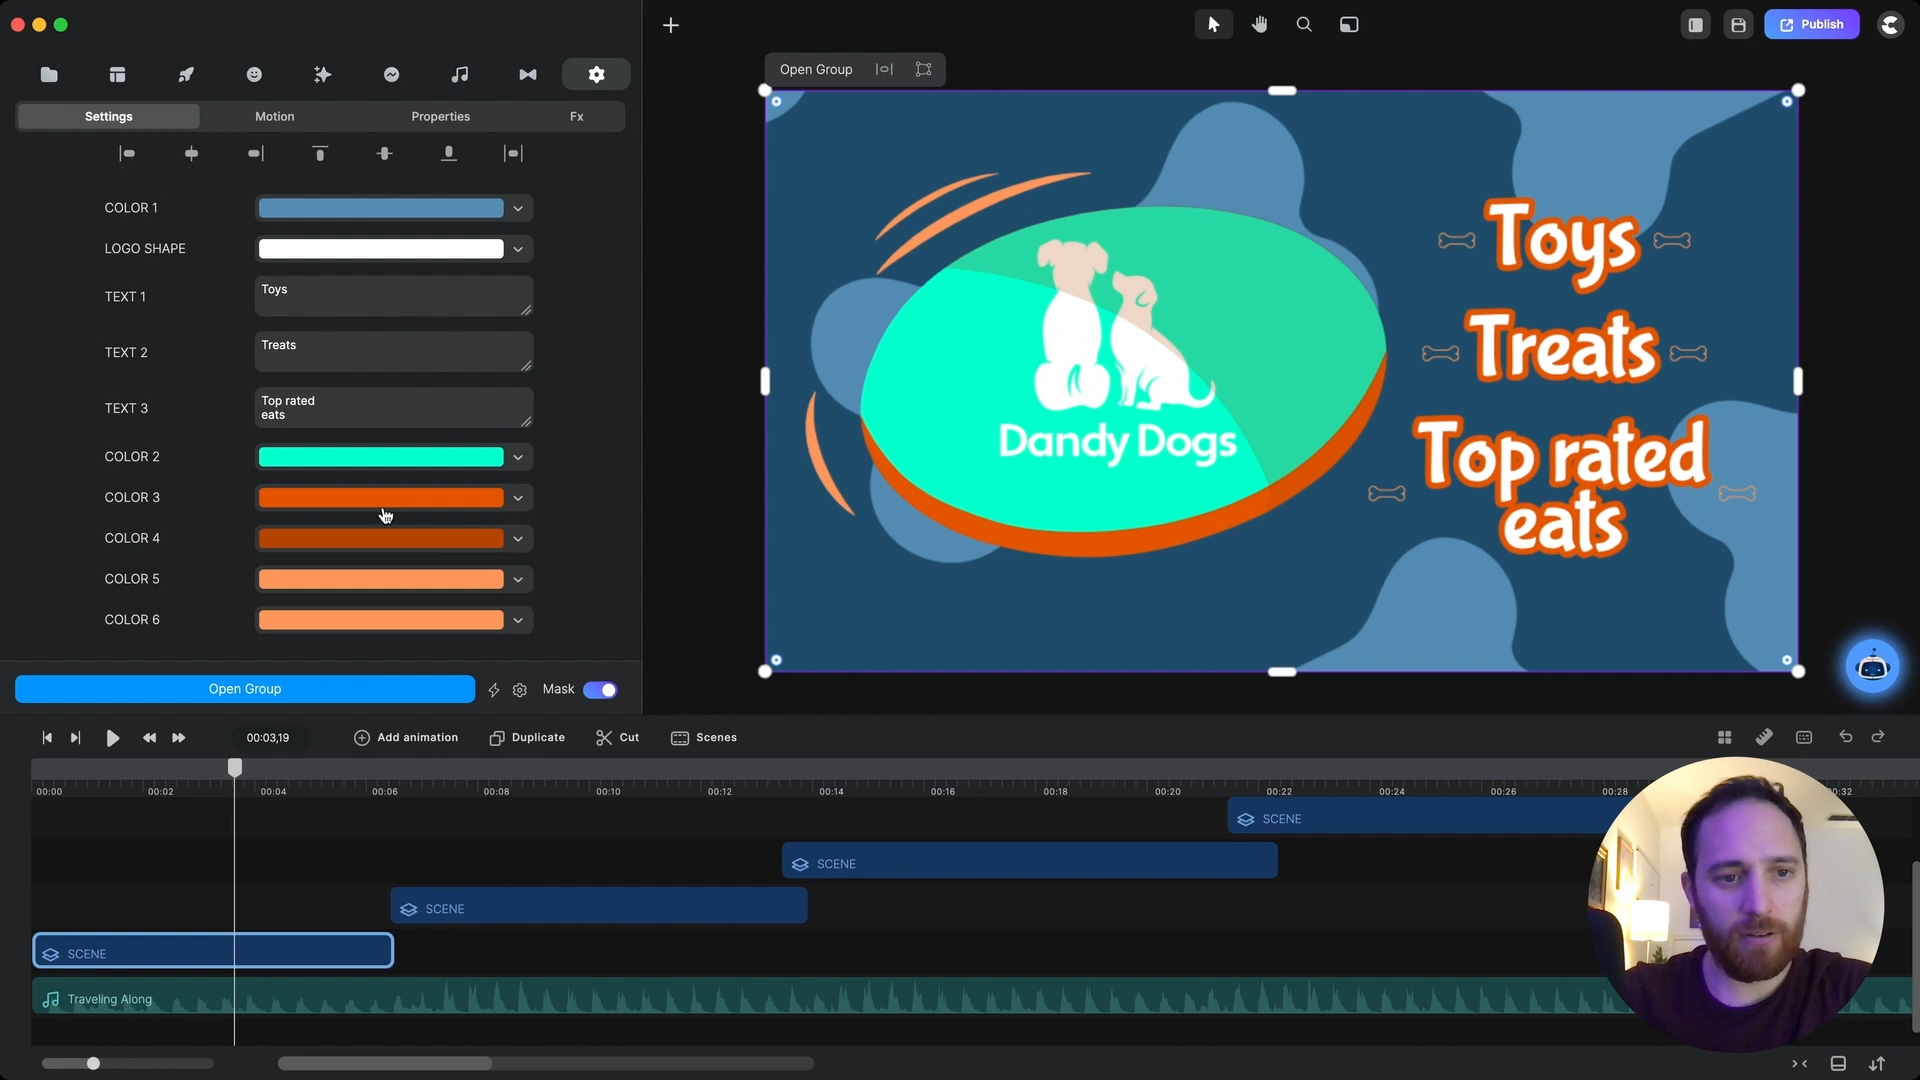 Publish
Open Group
Settings
Motion
Properties
Fx
COLOR 1
LOGO SHAPE
TEXT 1
Toys
TEXT 2
Treats
TEXT 3
Top rated
eats
COLOR 2
COLOR 3
COLOR 4
COLOR 5
COLOR 6
Open Group
Mask
Dandy Dogs
Toys
Treats
Top rated
eats
00:03,19
Add animation
Duplicate
Cut
Scenes
00:00
00:02
00:04
00:06
00:08
00:10
00:12
00:14
00:16
00:18
00:20
00:22
00:24
00:26
00:28
SCENE
SCENE
SCENE
SCENE
Traveling Along